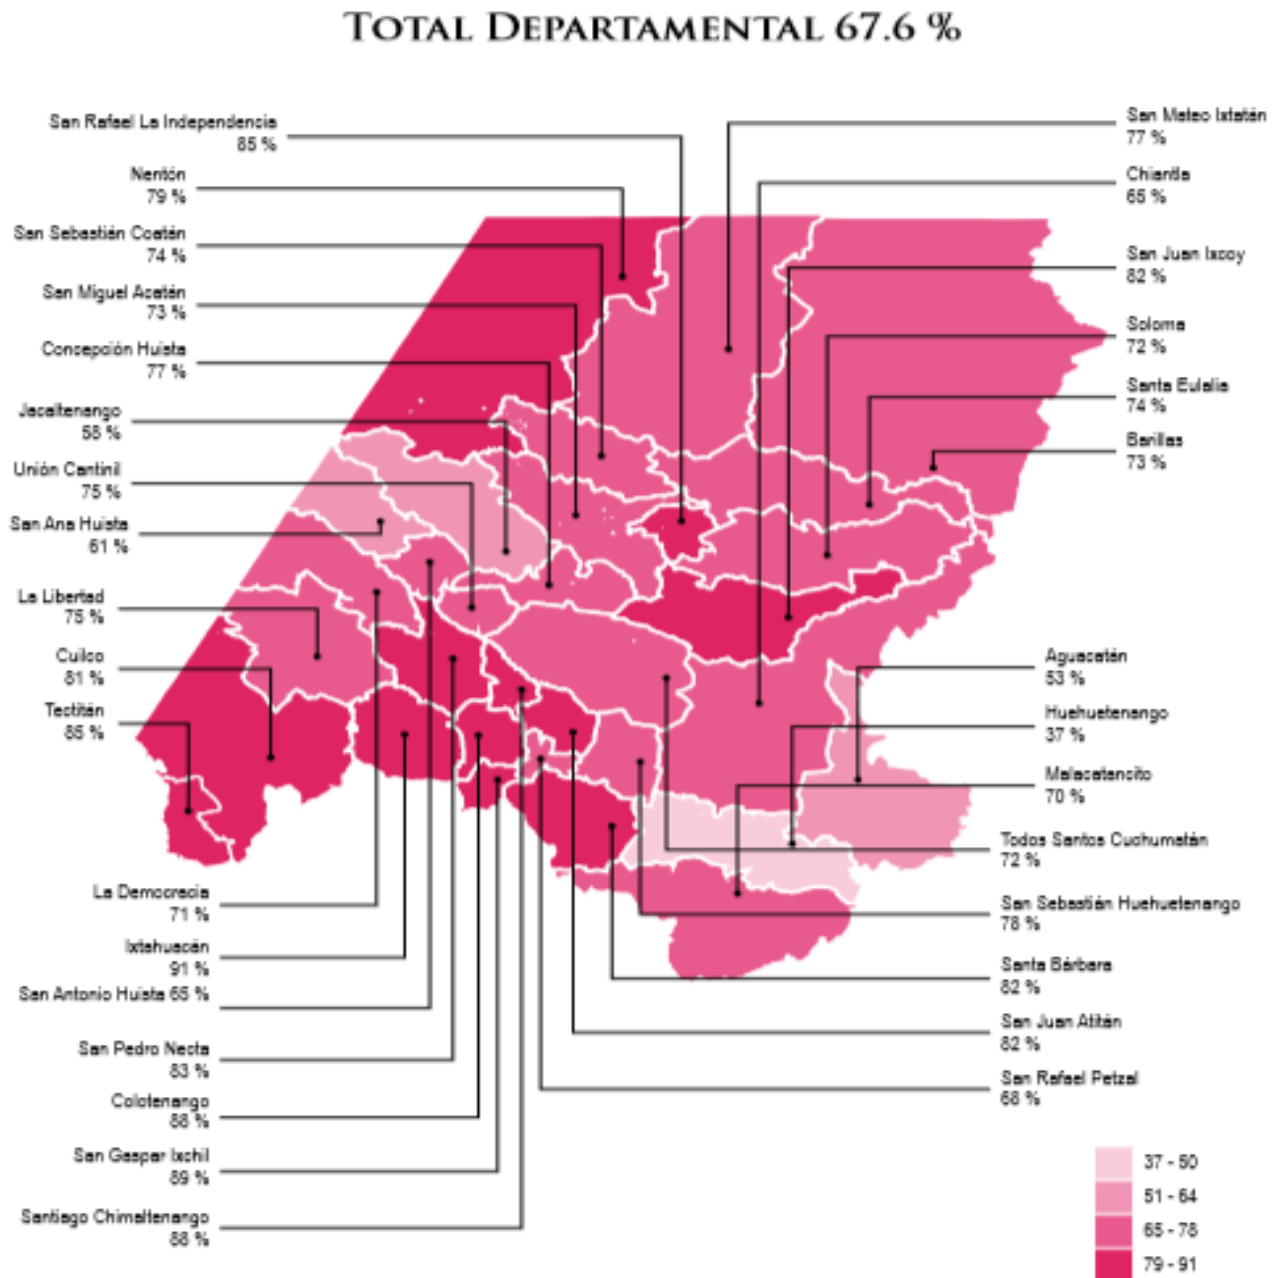 TOTAL DEPARTAMENTAL 67.6 %
San Rafael La Independencia
85 %
Nentón
79 %
San Sebastián Coatán
74 %
San Miguel Acatán
73 %
Concepción Huista
77 %
Jacaltenango
58 %
Unión Cantinil
75 %
San Ana Huista
61 %
La Libertad
75 %
Cuilco
81 %
Tectitán
85 %
La Democracia
71 %
Ixtahuacán
91 %
San Antonio Huista 65 %
San Pedro Necta
83 %
Colotenango
88 %
San Gaspar Ixchil
89 %
Santiago Chimaltenango
88 %
San Mateo Ixtatán
77 %
Chiantla
65 %
San Juan Ixcoy
82 %
Soloma
72 %
Santa Eulalia
74 %
Barillas
73 %
Aguacatán
53 %
Huehuetenango
37 %
Malacatancito
70 %
Todos Santos Cuchumatán
72 %
San Sebastián Huehuetenango
78 %
Santa Bárbara
82 %
San Juan Atitán
82 %
San Rafael Petzal
68 %
37 - 50
51 - 64
65 - 78
79 - 91